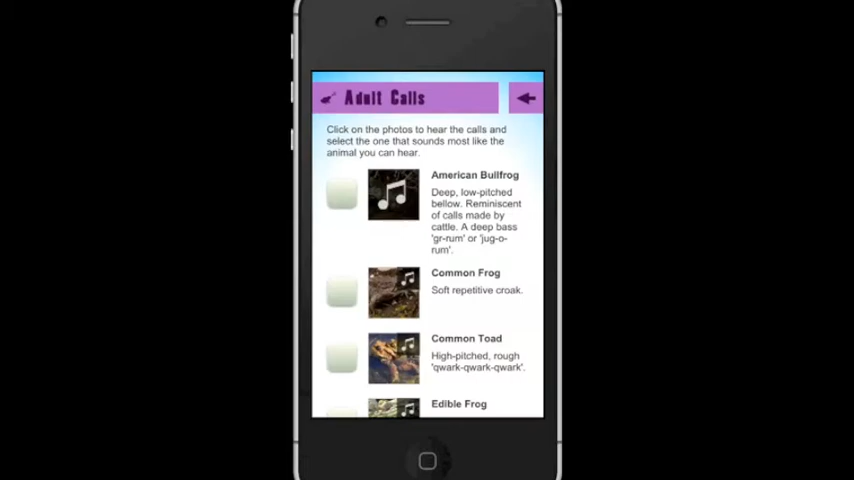 Adult Calls
Click on the photos to hear the calls and
select the one that sounds most like the
animal you can hear.
American Bullfrog
Deep, low-pitched
bellow. Reminiscent
of calls made by
cattle. A deep bass
'gr-rum' or 'jug-o-
rum'.
Common Frog
Soft repetitive croak.
Common Toad
High-pitched, rough
'qwark-qwark-qwark'.
Edible Frog